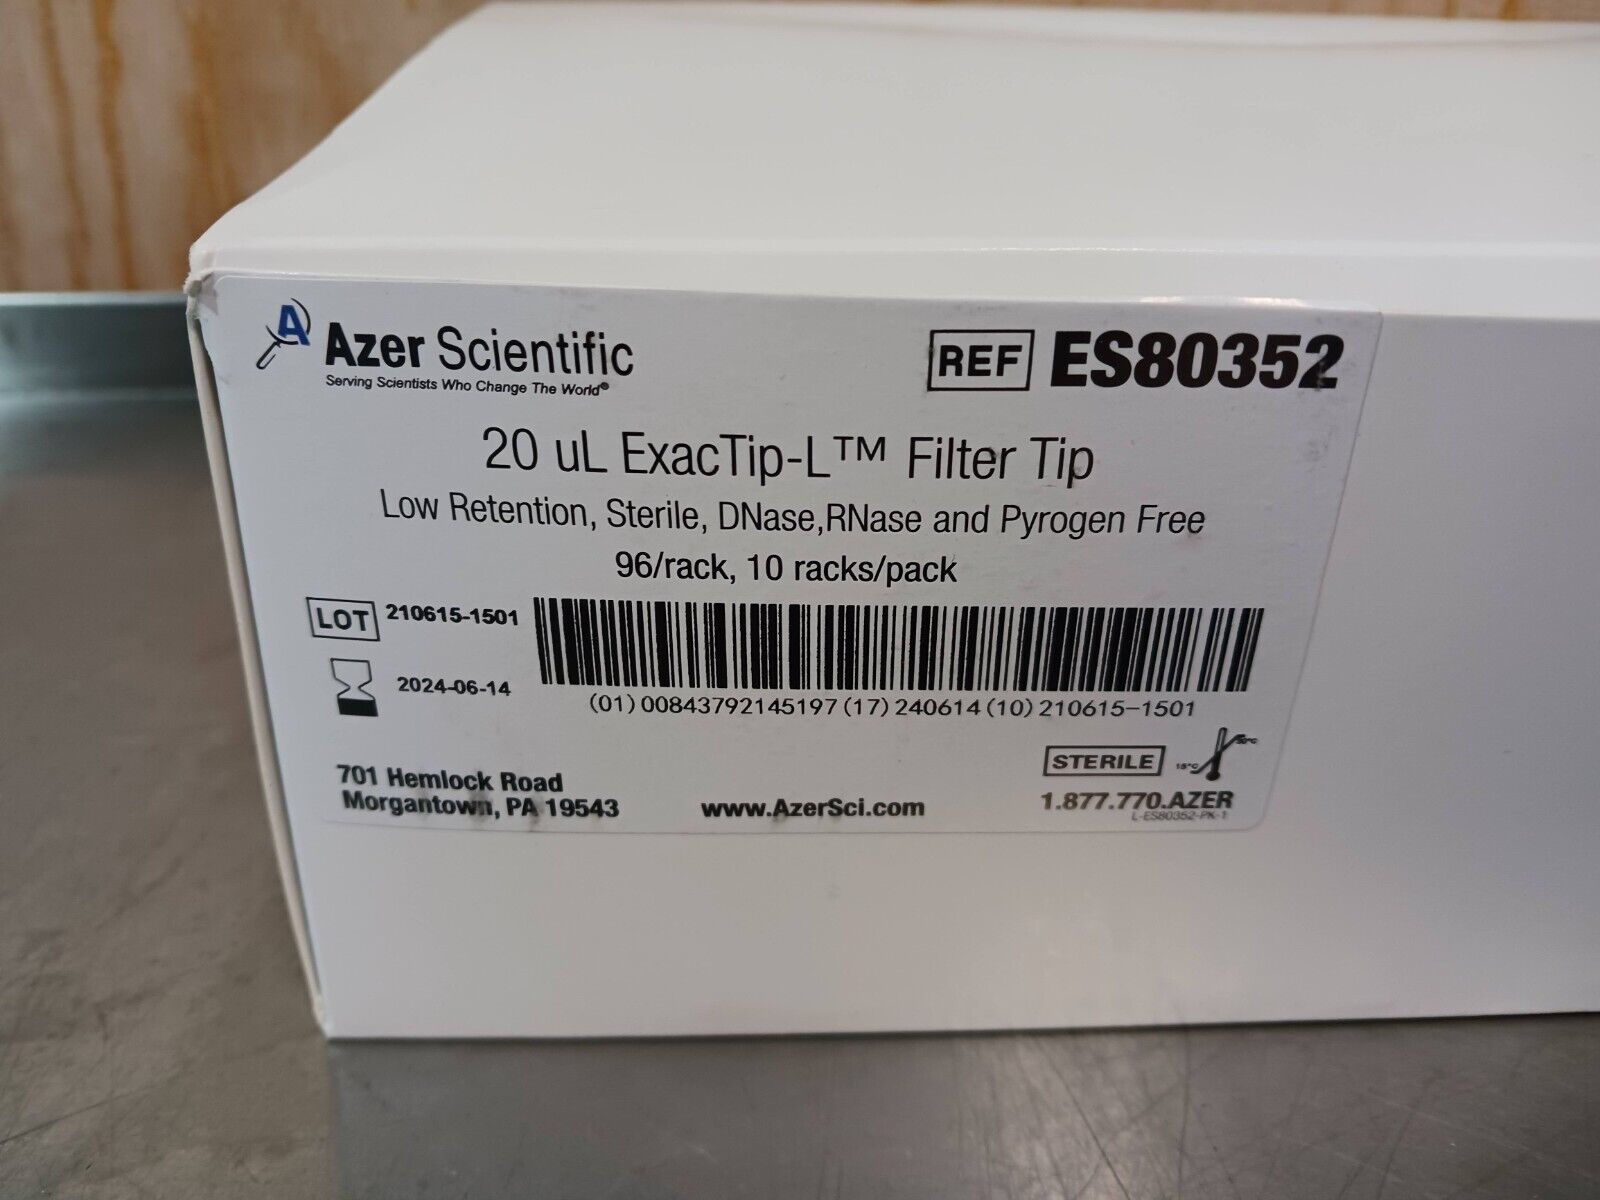 A
Azer Scientific
Serving Scientists Who Change The World®
REF ES80352
20 uL ExacTip-L™ Filter Tip
Low Retention, Sterile, DNase,RNase and Pyrogen Free
96/rack, 10 racks/pack
LOT 210615-1501
2024-06-14
(01)00843792145197(17)240614(10)210615-1501
STERILE
15°C
701 Hemlock Road
Morgantown, PA 19543
www.AzerSci.com
1.877.770.AZER
L-ES80352-PK-1